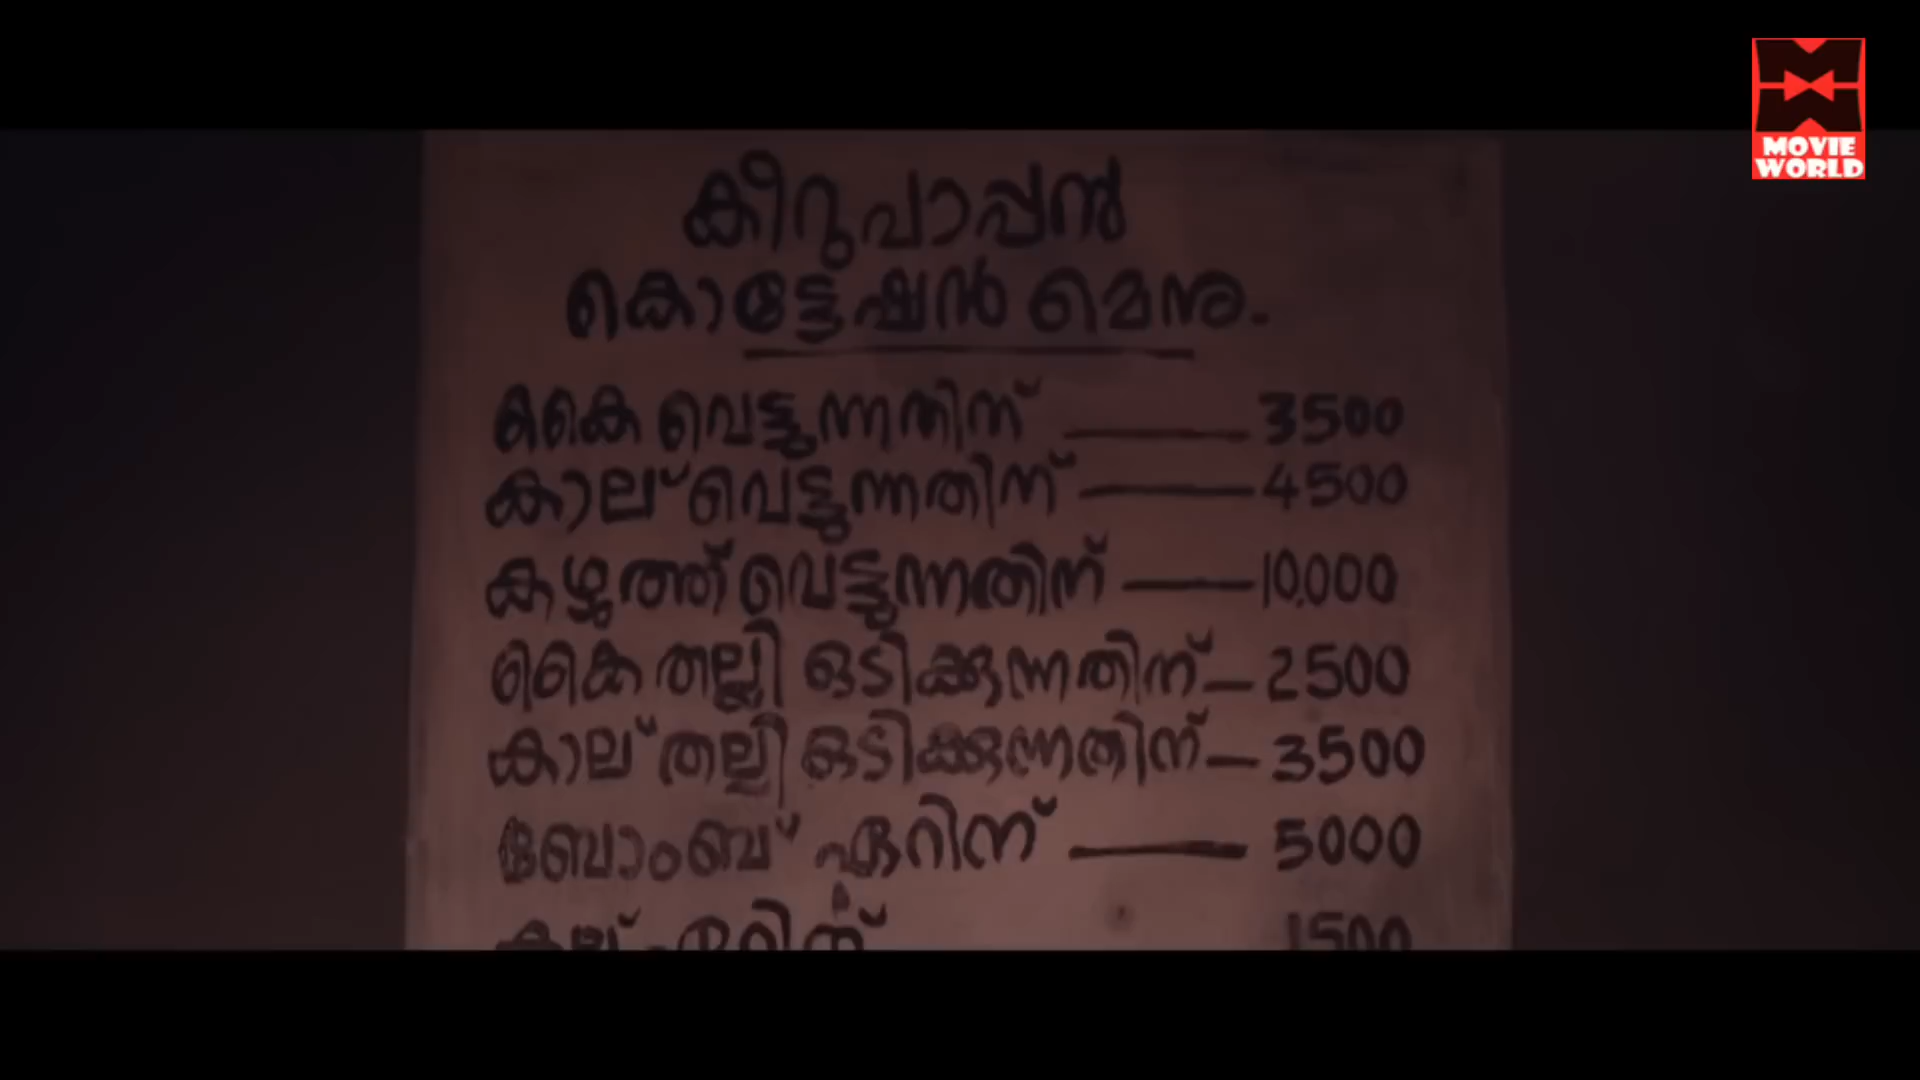 MOVIE
WORLD
കീറുപാപ്പൻ
കൊട്ടേഷൻ മെനു.
കൈ വെട്ടുന്നതിന് — 3500
കാല് വെട്ടുന്നതിന് — 4500
കഴുത്ത് വെട്ടുന്നതിന് — 10,000
കൈ തല്ലി ഒടിക്കുന്നതിന് — 2500
കാല് തല്ലി ഒടിക്കുന്നതിന് — 3500
ബോംബ് ഏറിന് — 5000
1500